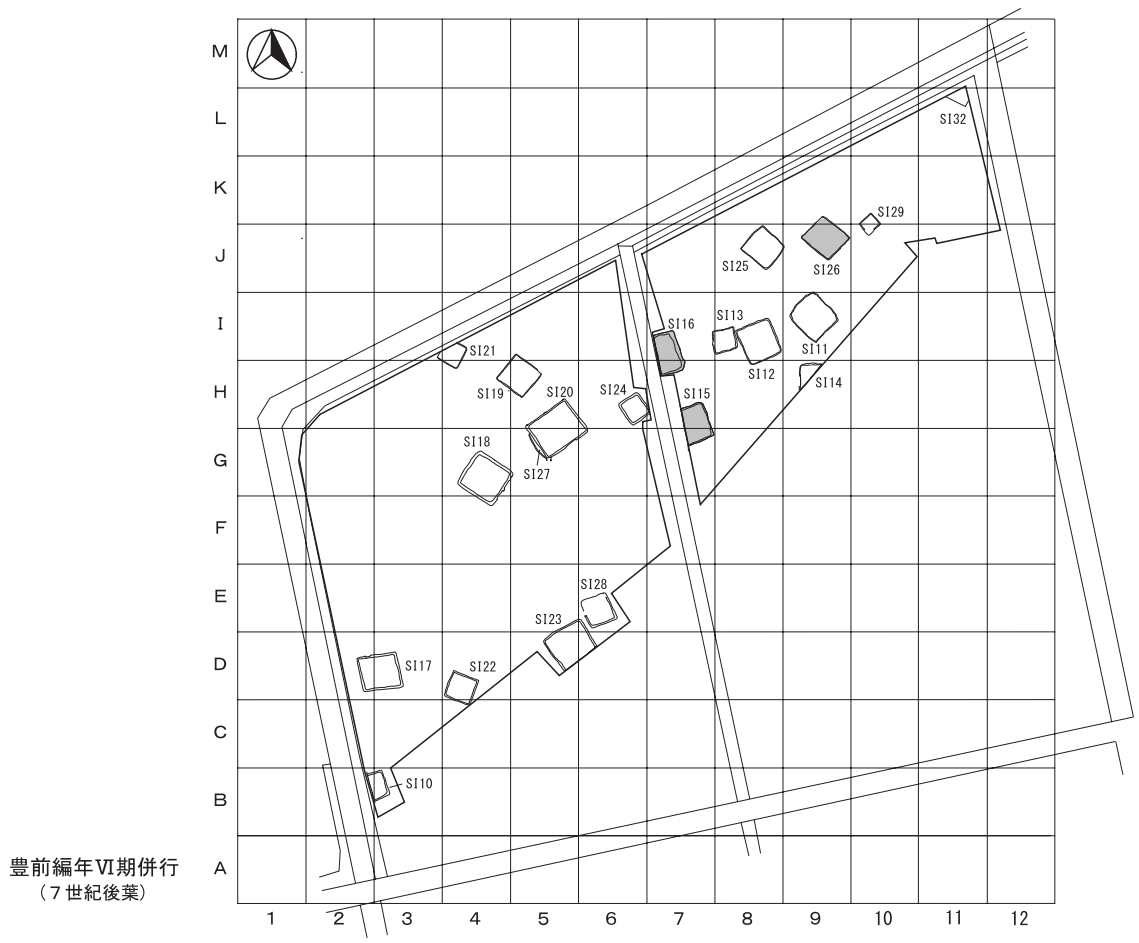 M
L
SI32
K
SI29
J
SI25
SI26
I
SI16
SI13
SI12
SI11
SI21
SI14
H
SI19
SI20
SI24
SI15
G
SI18
SI27
F
E
SI28
SI23
D
SI17
SI22
C
B
SI10
A
豊前編年Ⅵ期併行
(7世紀後葉)
1 2 3 4 5 6 7 8 9 10 11 12